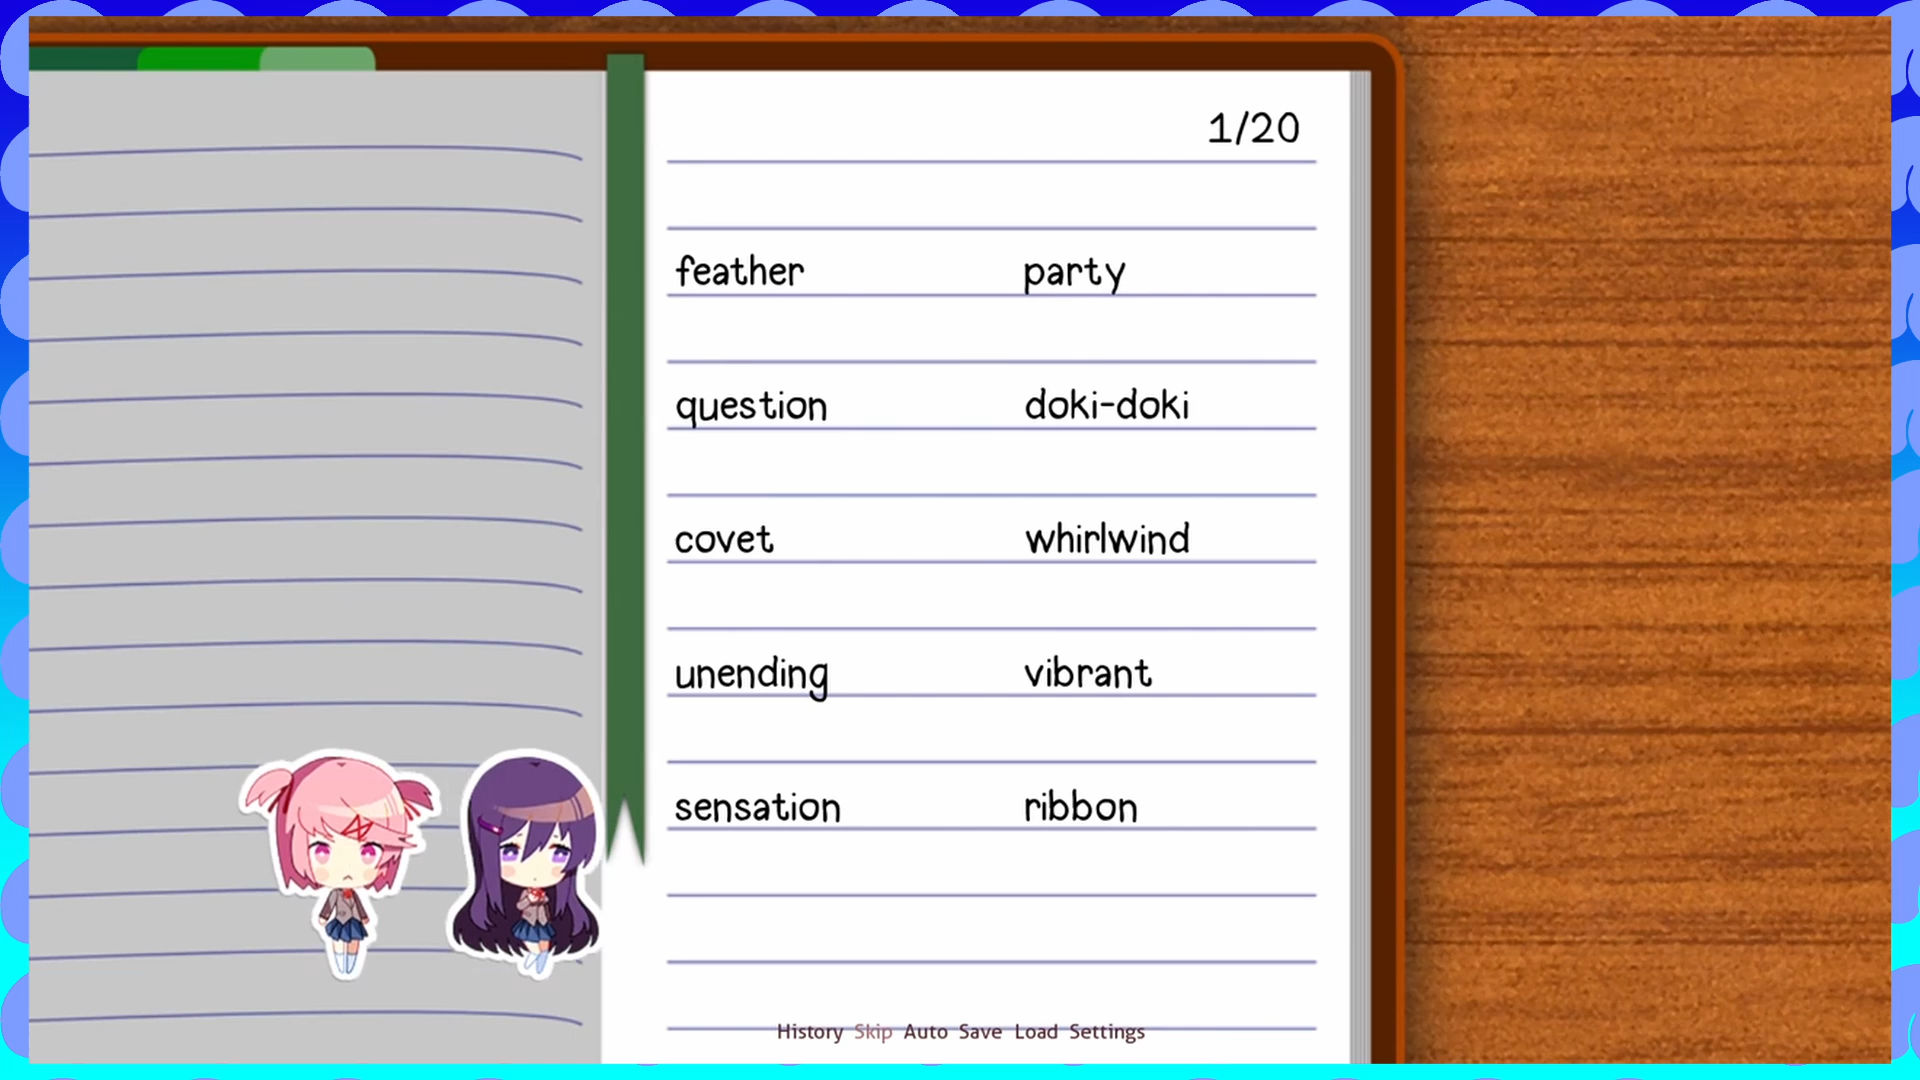 1/20
feather party
question doki-doki
covet whirlwind
unending vibrant
sensation ribbon
History Skip Auto Save Load Settings